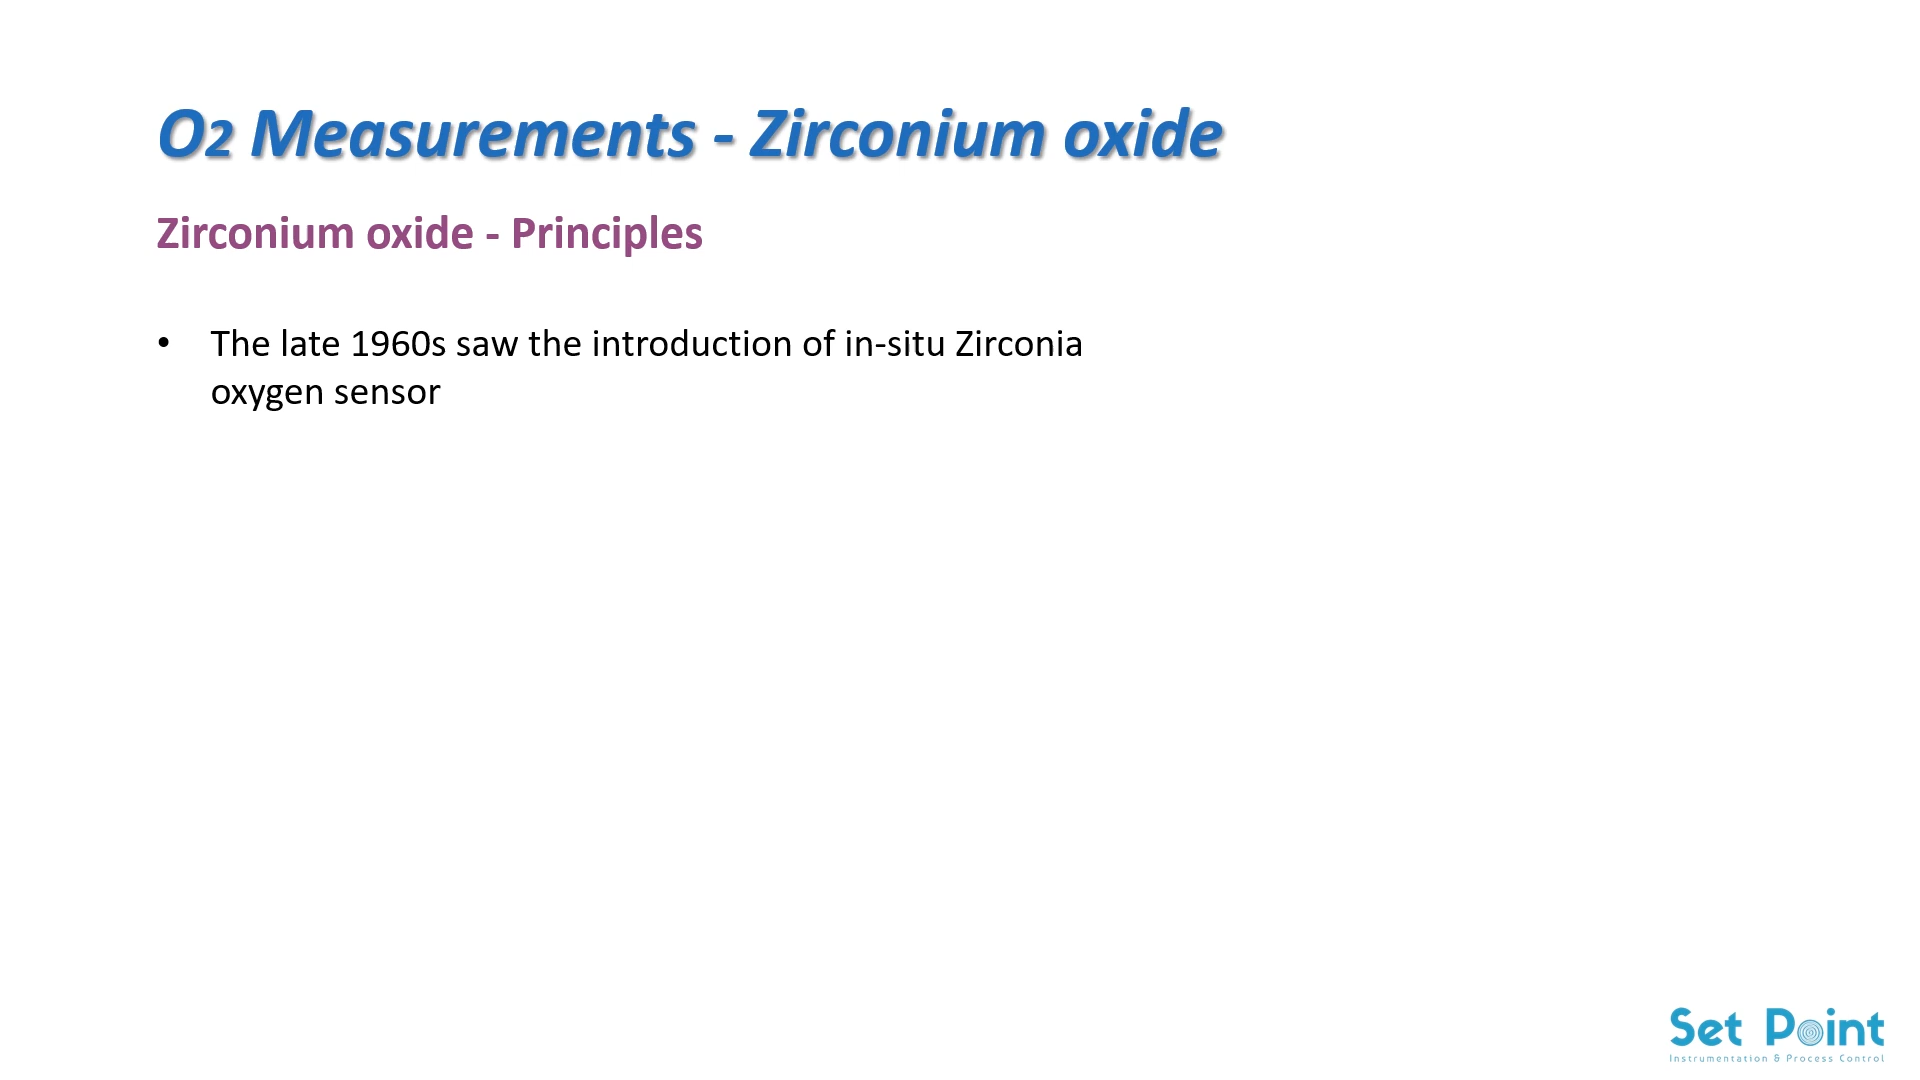 O2 Measurements - Zirconium oxide
Zirconium oxide - Principles
• The late 1960s saw the introduction of in-situ Zirconia
oxygen sensor
Set Point
Instrumentation & Process Control